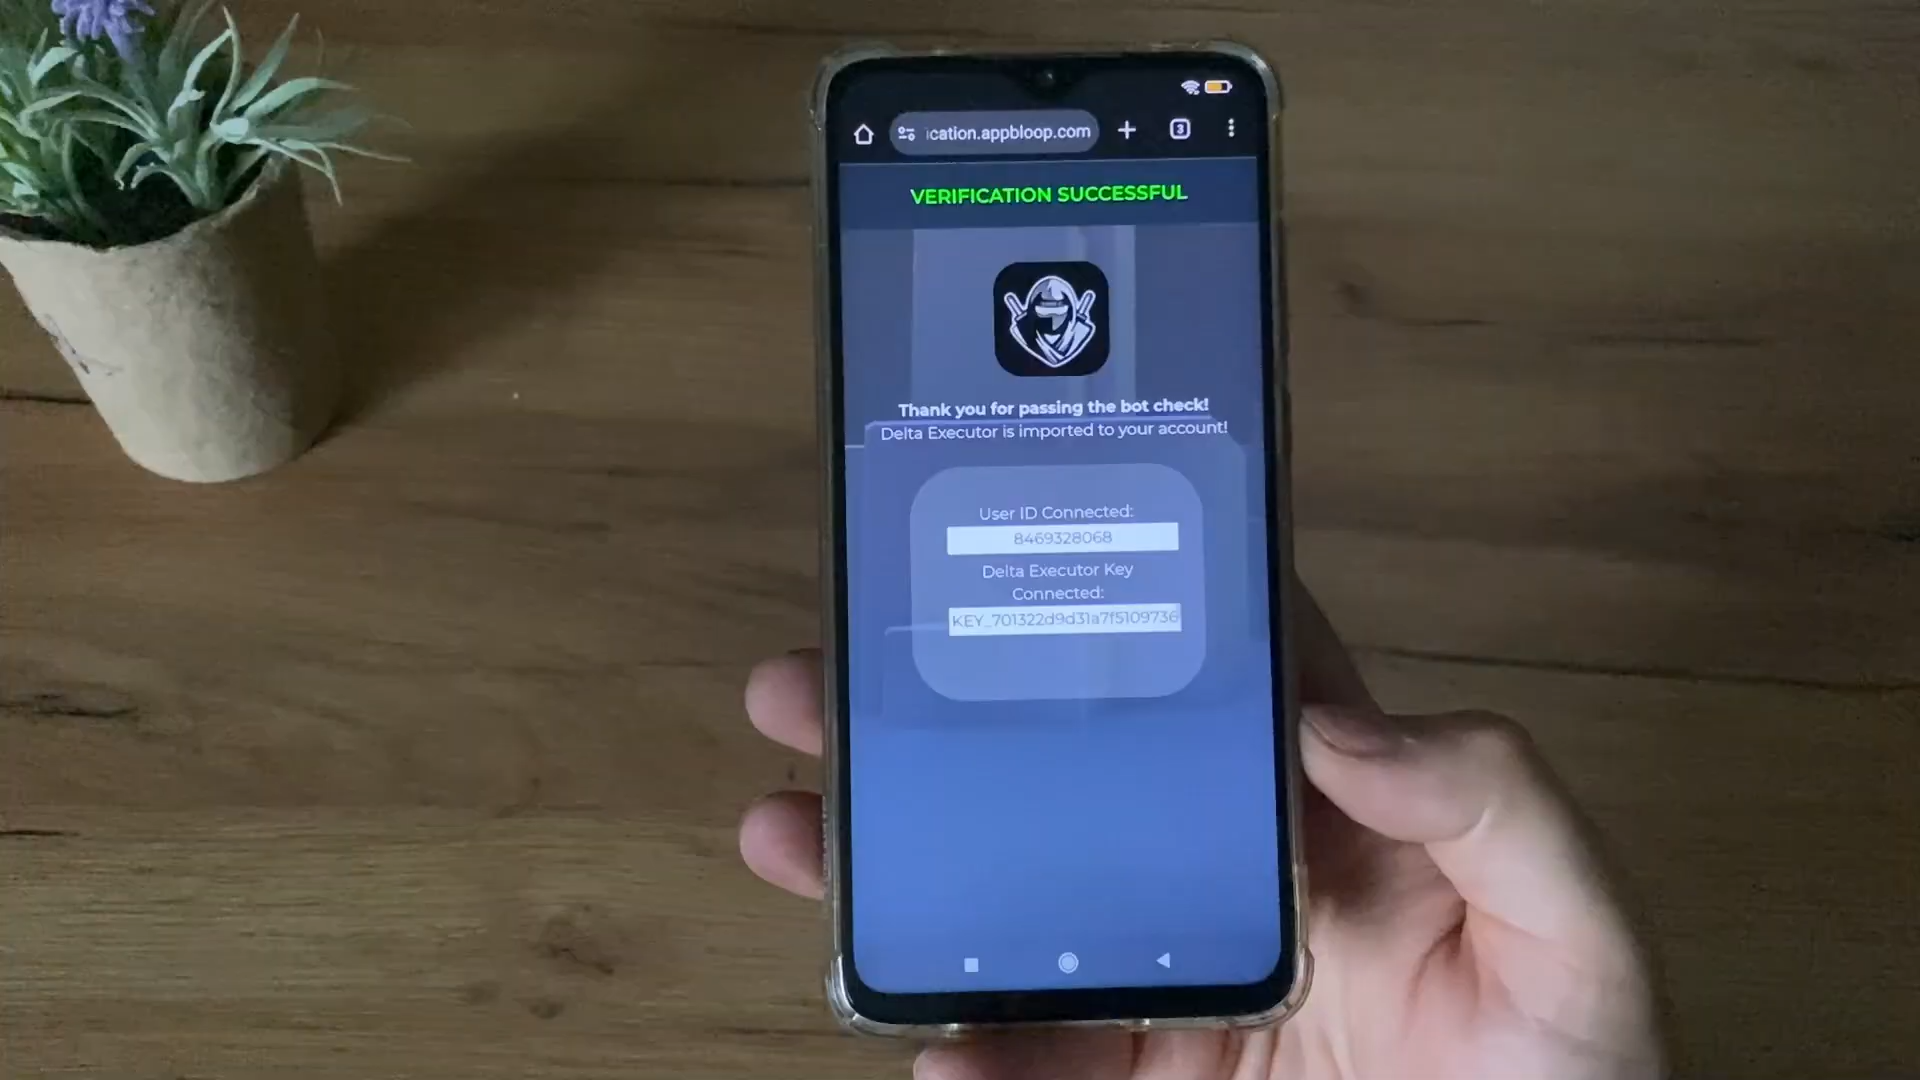 ication.appbloop.com
3
VERIFICATION SUCCESSFUL
Thank you for passing the bot check!
Delta Executor is imported to your account!
User ID Connected:
8469328068
Delta Executor Key
Connected:
KEY_701322d9d31a7f5109736